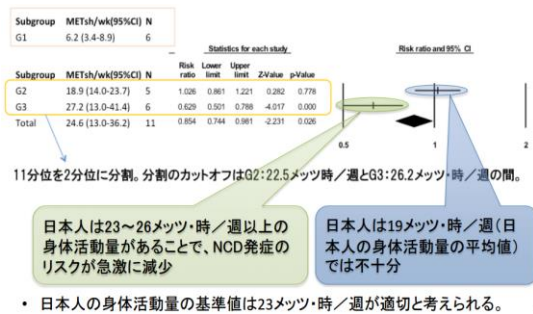 Subgroup METsh/wk(95%CI) N
G1 6.2 (3.4-8.9) 6
Statistics for each study
Risk ratio and 95% CI
Subgroup METsh/wk(95%CI) N Risk ratio Lower limit Upper limit Z-Value p-Value
G2 18.9 (14.0-23.7) 5 1.026 0.861 1.221 0.282 0.778
G3 27.2 (13.0-41.4) 6 0.629 0.501 0.788 -4.017 0.000
Total 24.6 (13.0-36.2) 11 0.854 0.744 0.981 -2.231 0.026
0.5 1 2
11分位を2分位に分割。分割のカットオフはG2:22.5メッツ時/週とG3:26.2メッツ・時/週の間。
日本人は23~26メッツ・時/週以上の
身体活動量があることで、NCD発症の
リスクが急激に減少
日本人は19メッツ・時/週(日
本人の身体活動量の平均値)
では不十分
• 日本人の身体活動量の基準値は23メッツ・時/週が適切と考えられる。